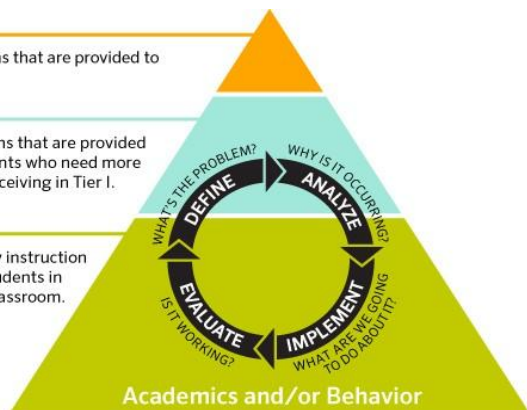 ns that are provided to
ns that are provided
nts who need more
ceiving in Tier I.
y instruction
udents in
assroom.
WHAT'S THE PROBLEM?
DEFINE
WHY IS IT OCCURRING?
ANALYZE
WHAT ARE WE GOING
TO DO ABOUT IT?
IMPLEMENT
EVALUATE
IS IT WORKING?
Academics and/or Behavior